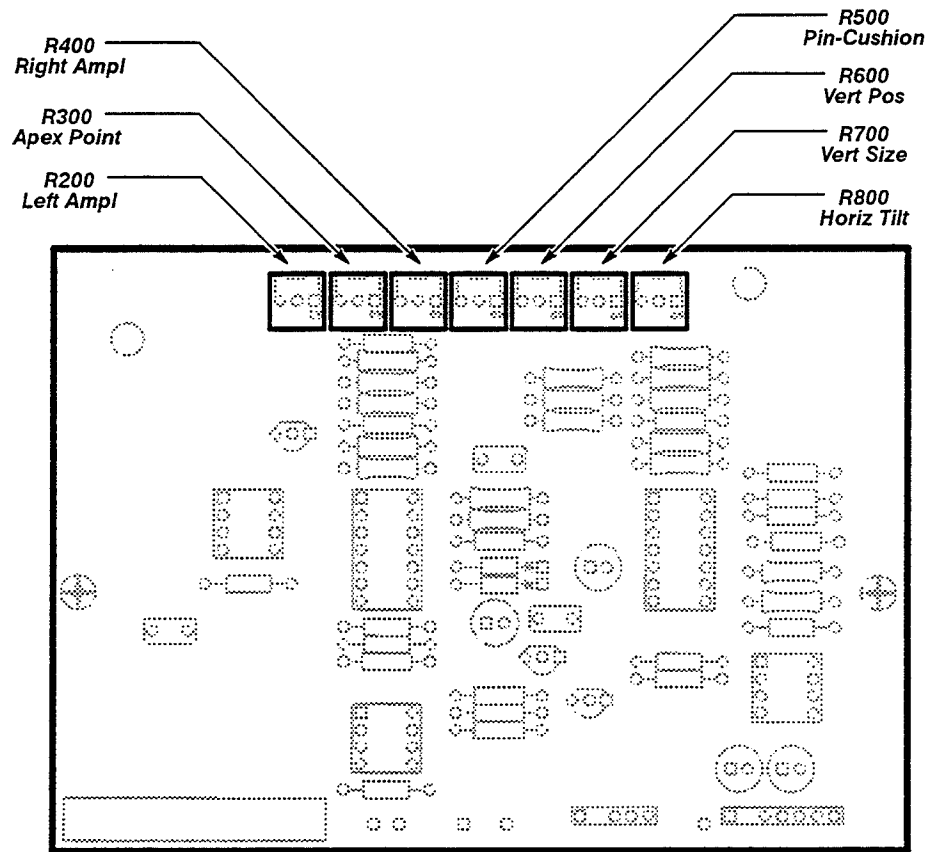 R400
Right Ampl
R300
Apex Point
R200
Left Ampl
R500
Pin-Cushion
R600
Vert Pos
R700
Vert Size
R800
Horiz Tilt